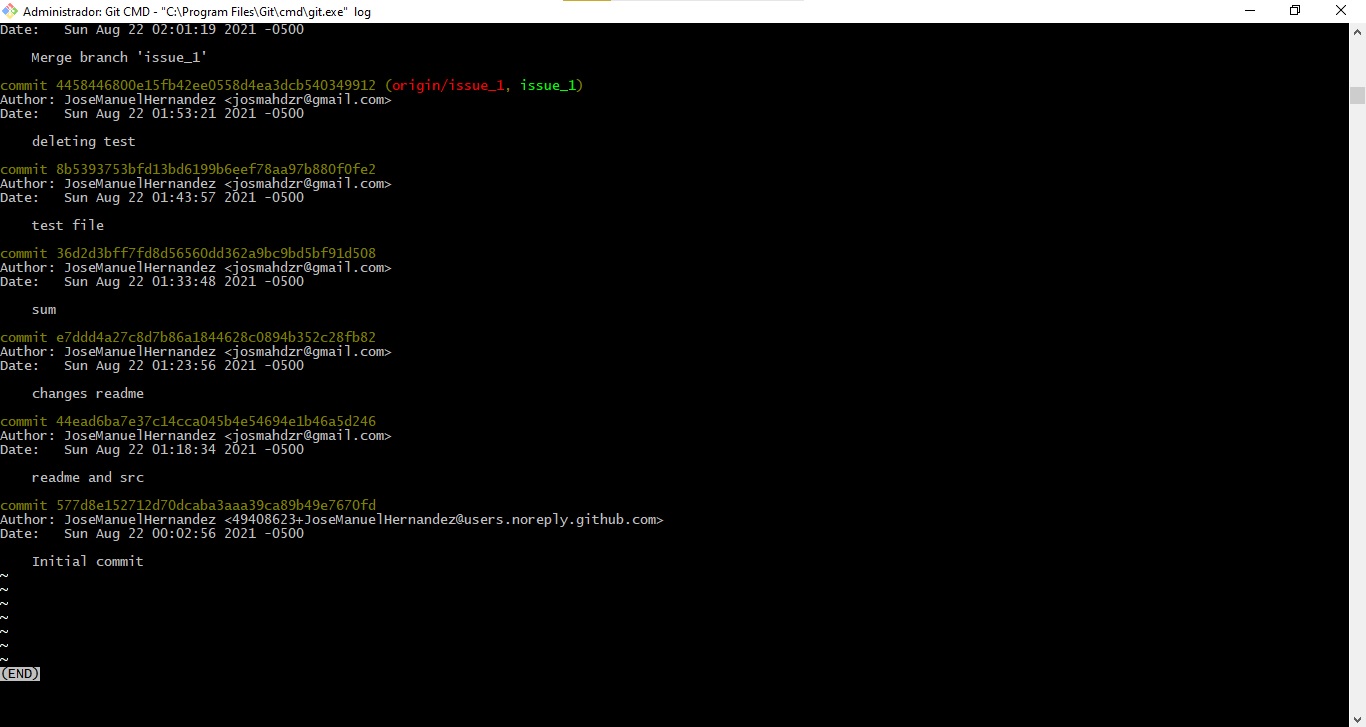 Administrador: Git CMD - "C:\Program Files\Git\cmd\git.exe" log
Date:   Sun Aug 22 02:01:19 2021 -0500
    Merge branch 'issue_1'
commit 4458446800e15fb42ee0558d4ea3dcb540349912 (origin/issue_1, issue_1)
Author: JoseManuelHernandez <josmahdzr@gmail.com>
Date:   Sun Aug 22 01:53:21 2021 -0500
    deleting test
commit 8b5393753bfd13bd6199b6eef78aa97b880f0fe2
Author: JoseManuelHernandez <josmahdzr@gmail.com>
Date:   Sun Aug 22 01:43:57 2021 -0500
    test file
commit 36d2d3bff7fd8d56560dd362a9bc9bd5bf91d508
Author: JoseManuelHernandez <josmahdzr@gmail.com>
Date:   Sun Aug 22 01:33:48 2021 -0500
    sum
commit e7ddd4a27c8d7b86a1844628c0894b352c28fb82
Author: JoseManuelHernandez <josmahdzr@gmail.com>
Date:   Sun Aug 22 01:23:56 2021 -0500
    changes readme
commit 44ead6ba7e37c14cca045b4e54694e1b46a5d246
Author: JoseManuelHernandez <josmahdzr@gmail.com>
Date:   Sun Aug 22 01:18:34 2021 -0500
    readme and src
commit 577d8e152712d70dcaba3aaa39ca89b49e7670fd
Author: JoseManuelHernandez <49408623+JoseManuelHernandez@users.noreply.github.com>
Date:   Sun Aug 22 00:02:56 2021 -0500
    Initial commit
~
~
~
~
~
~
~
(END)